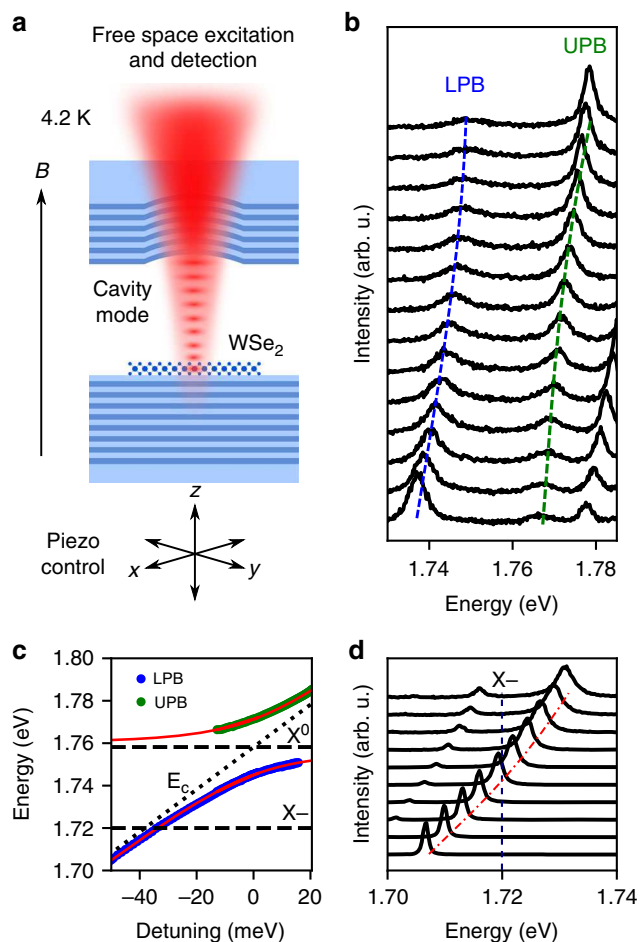 a
Free space excitation
and detection
4.2 K
B
Cavity
mode
WSe₂
z
Piezo
control
x
y
b
LPB
UPB
Intensity (arb. u.)
1.74
1.76
1.78
Energy (eV)
c
LPB
UPB
X⁰
E_c
X–
Energy (eV)
1.80
1.78
1.76
1.74
1.72
1.70
−40
−20
0
20
Detuning (meV)
d
X–
Intensity (arb. u.)
1.70
1.72
1.74
Energy (eV)